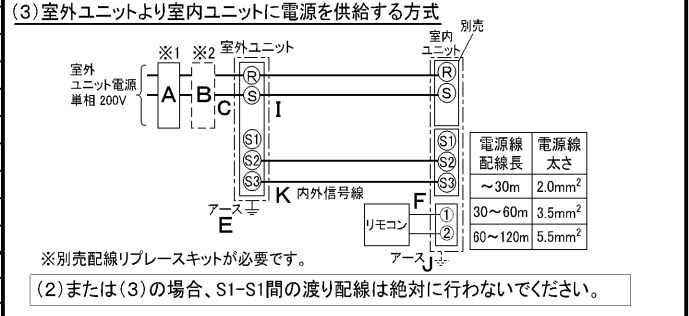 (3)室外ユニットより室内ユニットに電源を供給する方式
別売
※1 ※2 室外ユニット
室内
ユニット
室外
ユニット電源
単相 200V
A
B
C
I
R
S
S1
S2
S3
R
S
S1
S2
S3
K 内外信号線
アース
E
リモコン
F
①
②
アース
J
電源線
配線長
電源線
太さ
～30m 2.0mm²
30～60m 3.5mm²
60～120m 5.5mm²
※別売配線リプレースキットが必要です。
(2)または(3)の場合、S1-S1間の渡り配線は絶対に行わないでください。